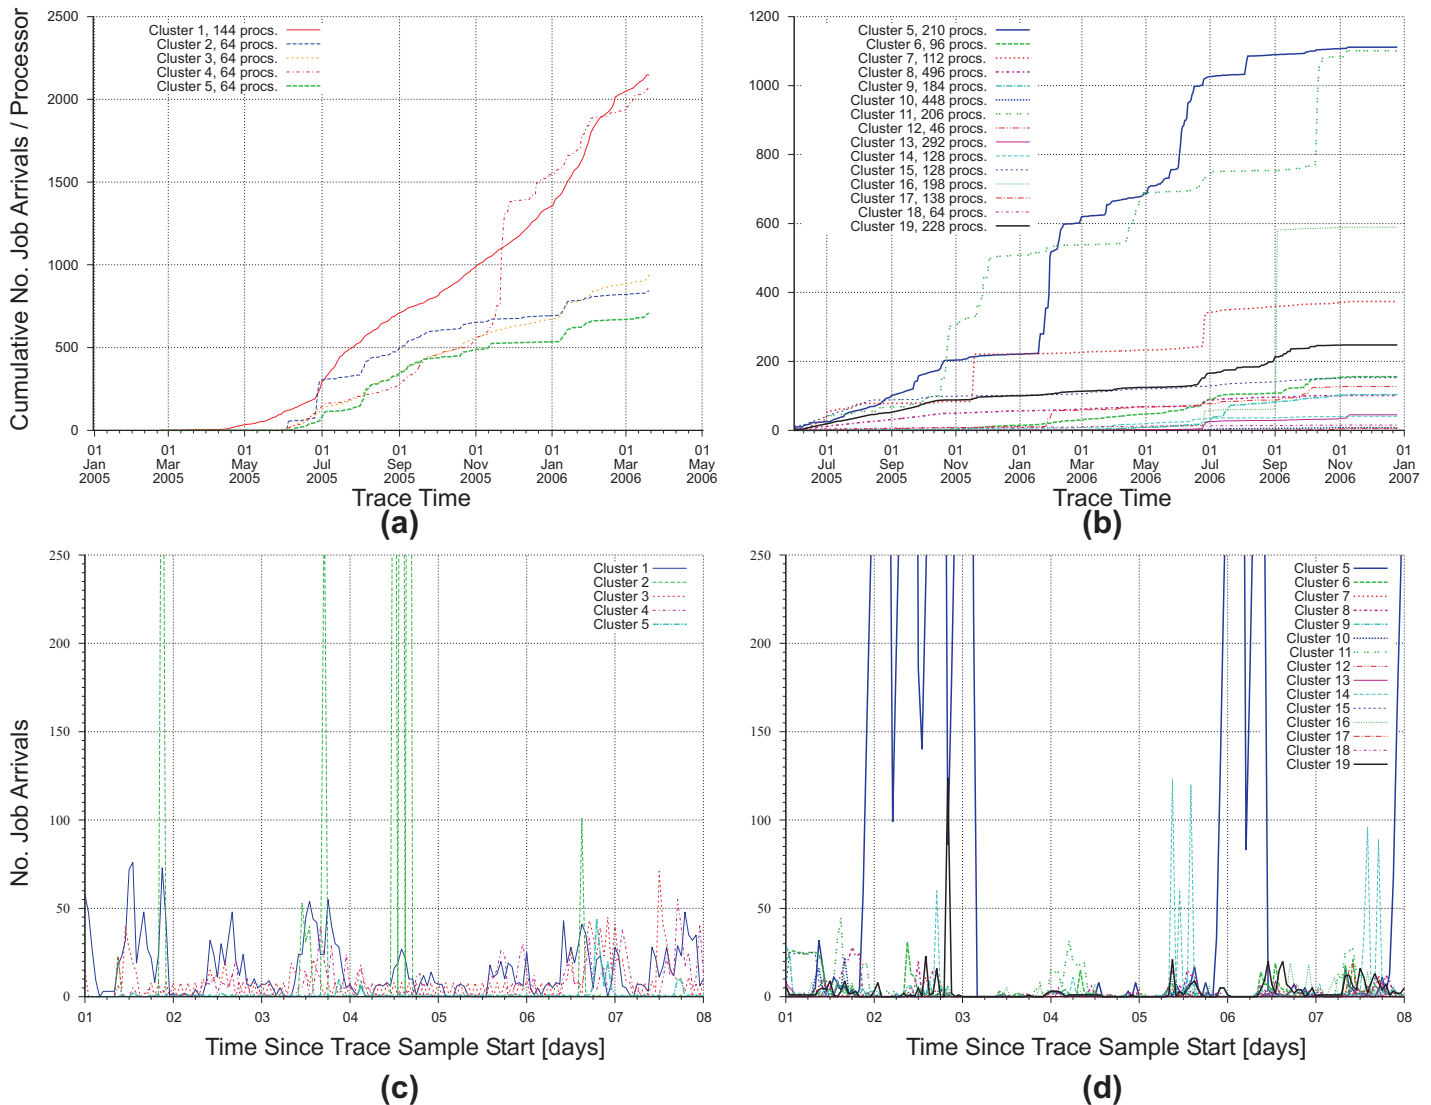 Cumulative No. Job Arrivals / Processor
2500
2000
1500
1000
500
0
Cluster 1, 144 procs.
Cluster 2, 64 procs.
Cluster 3, 64 procs.
Cluster 4, 64 procs.
Cluster 5, 64 procs.
01 01 01 01 01 01 01 01 01
Jan Mar May Jul Sep Nov Jan Mar May
2005 2005 2005 2005 2005 2005 2006 2006 2006
Trace Time
(a)
1200
1000
800
600
400
200
0
Cluster 5, 210 procs.
Cluster 6, 96 procs.
Cluster 7, 112 procs.
Cluster 8, 496 procs.
Cluster 9, 184 procs.
Cluster 10, 448 procs.
Cluster 11, 206 procs.
Cluster 12, 46 procs.
Cluster 13, 292 procs.
Cluster 14, 128 procs.
Cluster 15, 128 procs.
Cluster 16, 198 procs.
Cluster 17, 138 procs.
Cluster 18, 64 procs.
Cluster 19, 228 procs.
01 01 01 01 01 01 01 01 01 01
Jul Sep Nov Jan Mar May Jul Sep Nov Jan
2005 2005 2005 2006 2006 2006 2006 2006 2006 2007
Trace Time
(b)
No. Job Arrivals
250
200
150
100
50
0
Cluster 1
Cluster 2
Cluster 3
Cluster 4
Cluster 5
01 02 03 04 05 06 07 08
Time Since Trace Sample Start [days]
(c)
250
200
150
100
50
0
Cluster 5
Cluster 6
Cluster 7
Cluster 8
Cluster 9
Cluster 10
Cluster 11
Cluster 12
Cluster 13
Cluster 14
Cluster 15
Cluster 16
Cluster 17
Cluster 18
Cluster 19
01 02 03 04 05 06 07 08
Time Since Trace Sample Start [days]
(d)